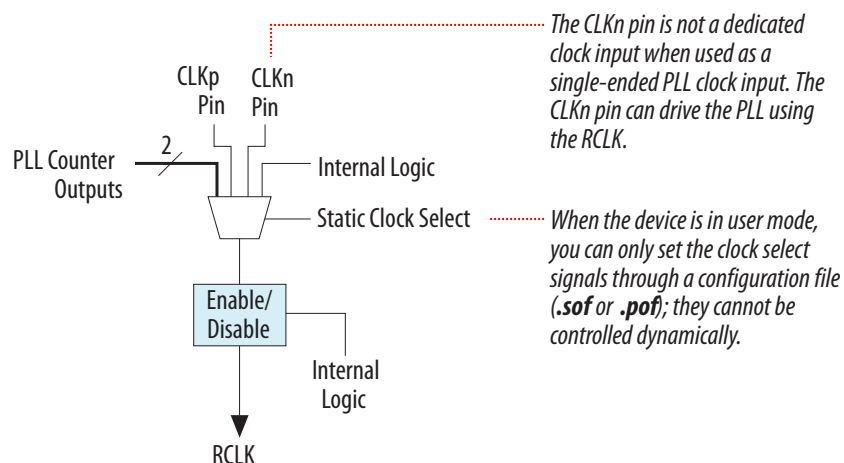 The CLKn pin is not a dedicated
clock input when used as a
single-ended PLL clock input. The
CLKn pin can drive the PLL using
the RCLK.
CLKp
Pin
CLKn
Pin
2
PLL Counter
Outputs
Internal Logic
Static Clock Select
When the device is in user mode,
you can only set the clock select
signals through a configuration file
(.sof or .pof); they cannot be
controlled dynamically.
Enable/
Disable
Internal
Logic
RCLK